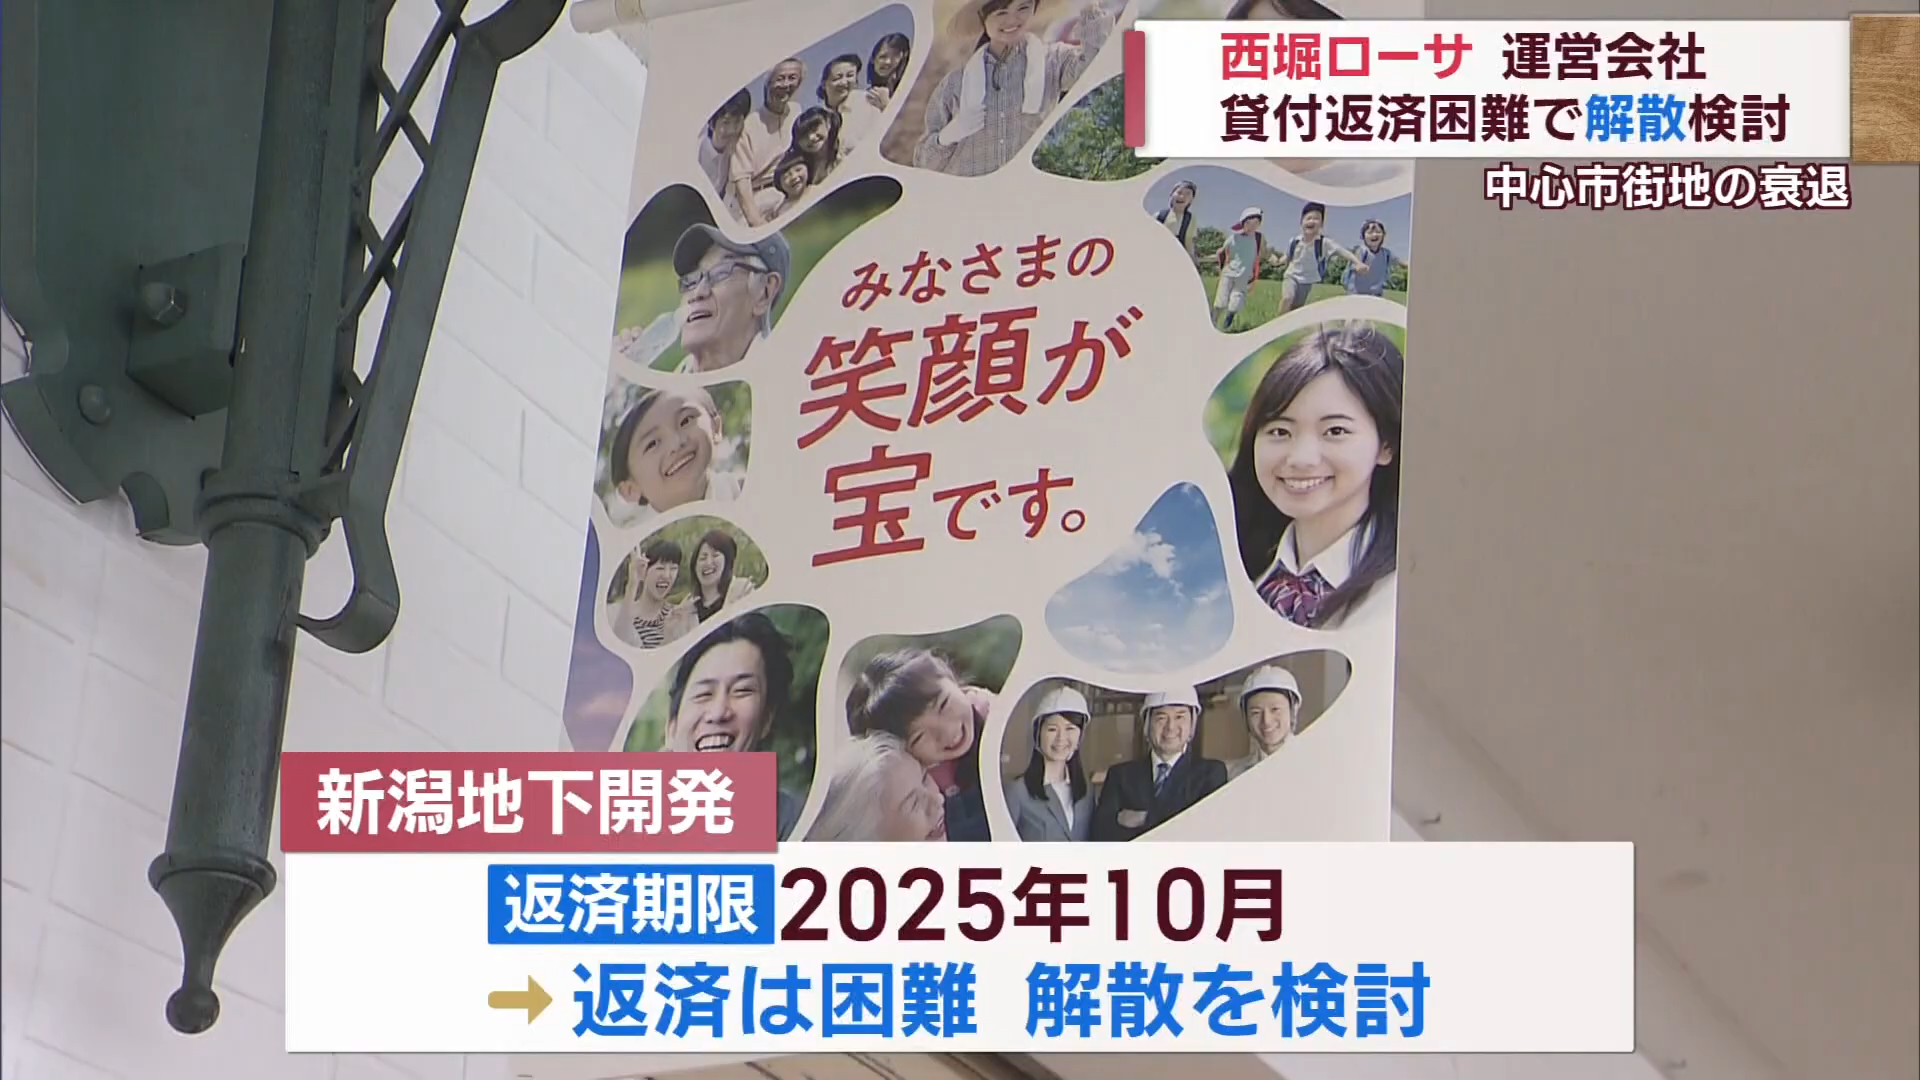 西堀ローサ 運営会社
貸付返済困難で解散検討
中心市街地の衰退
みなさまの
笑顔が
宝です。
新潟地下開発
返済期限 2025年10月
➡返済は困難 解散を検討